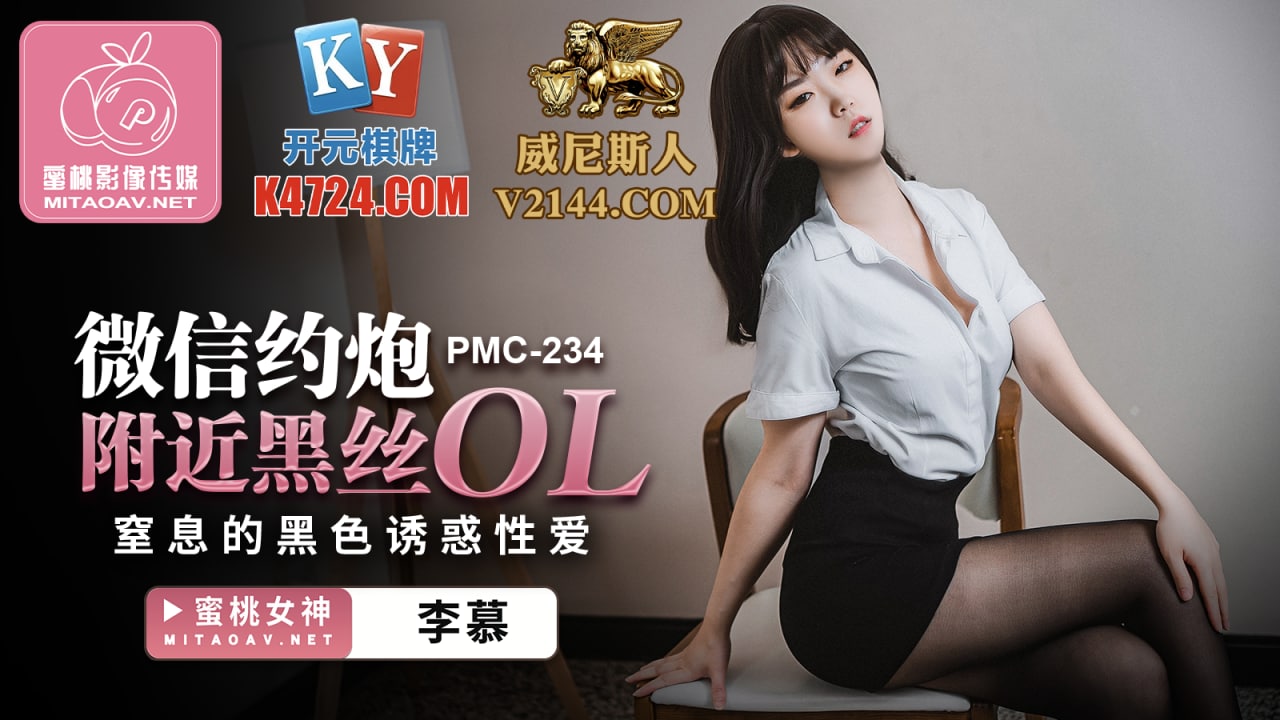 蜜桃影像传媒
MITAOAV.NET
KY
开元棋牌
K4724.COM
V
威尼斯人
V2144.COM
微信约炮 PMC-234
附近黑丝OL
窒息的黑色诱惑性爱
蜜桃女神
MITAOAV.NET
李慕